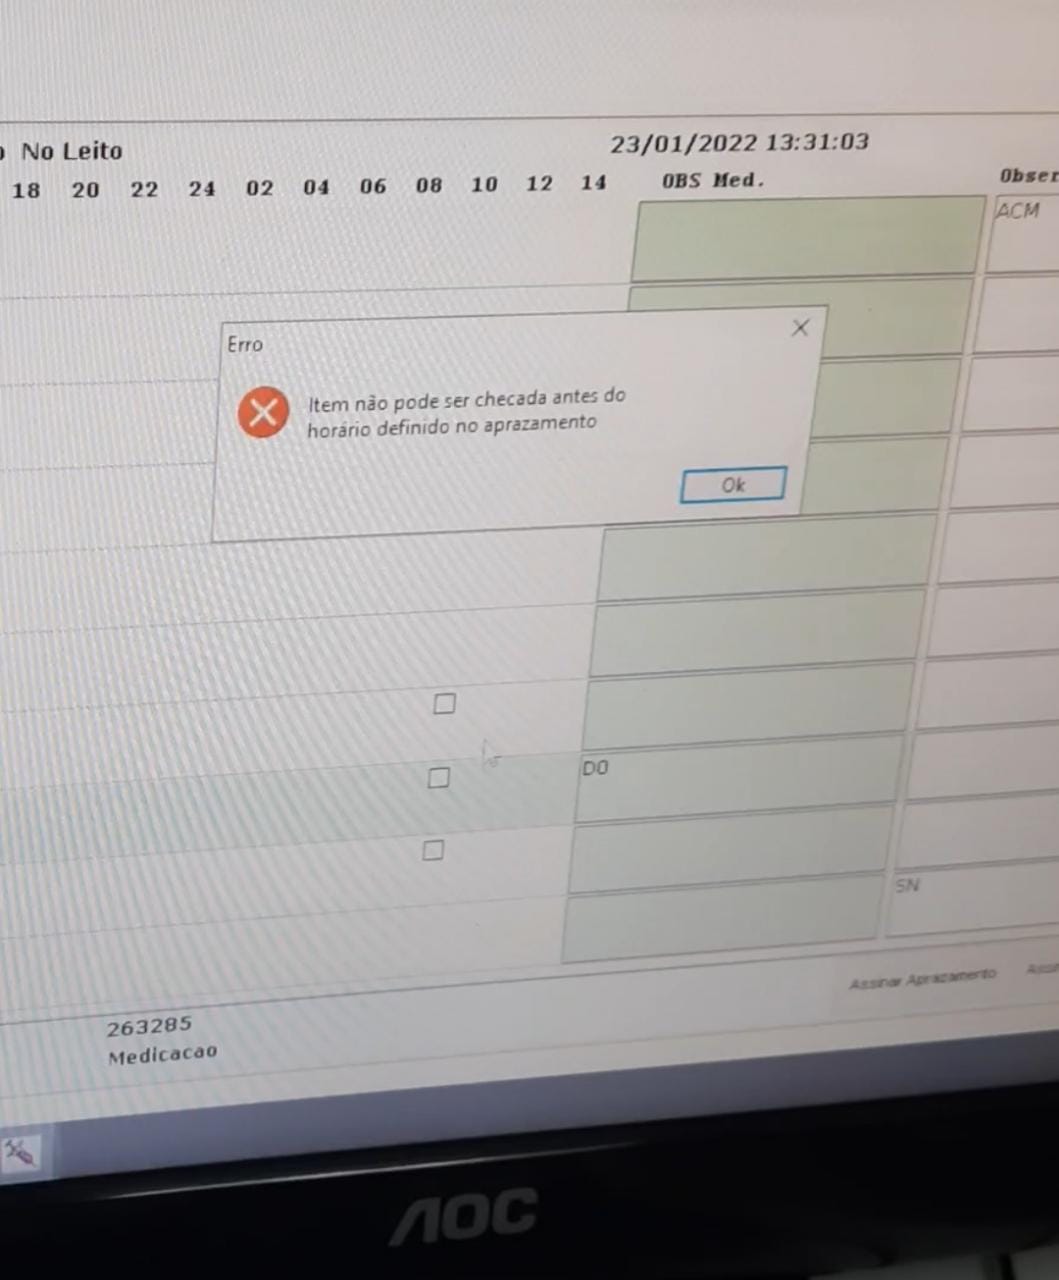 No Leito
23/01/2022 13:31:03
18 20 22 24 02 04 06 08 10 12 14 OBS Med.
ACM
Erro
Item não pode ser checada antes do
horário definido no aprazamento
Ok
DO
SN
Assinar Aprazamento
263285
Medicacao
AOC